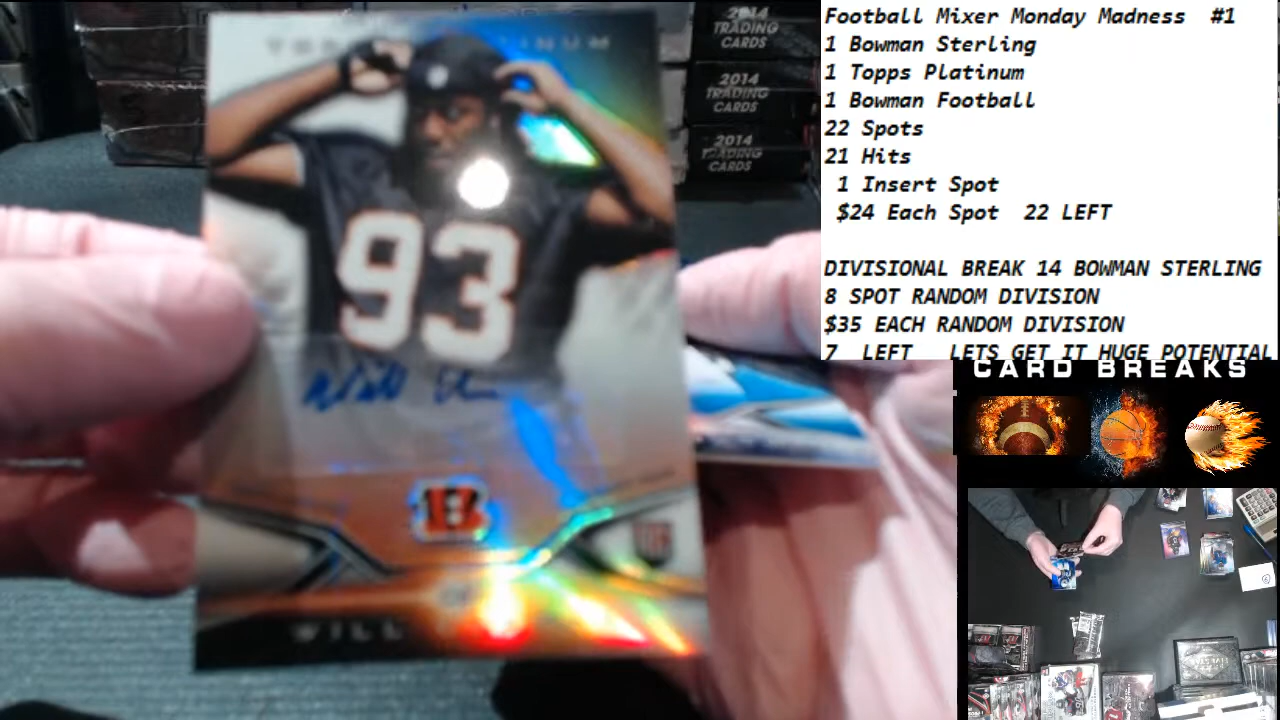 Football Mixer Monday Madness #1
1 Bowman Sterling
1 Topps Platinum
1 Bowman Football
22 Spots
21 Hits
1 Insert Spot
$24 Each Spot 22 LEFT
DIVISIONAL BREAK 14 BOWMAN STERLING
8 SPOT RANDOM DIVISION
$35 EACH RANDOM DIVISION
7 LEFT LETS GET IT HUGE POTENTIAL
CARD BREAKS
2014
TRADING
CARDS
2014
TRADING
CARDS
2014
TRADING
CARDS
93
B
WILL